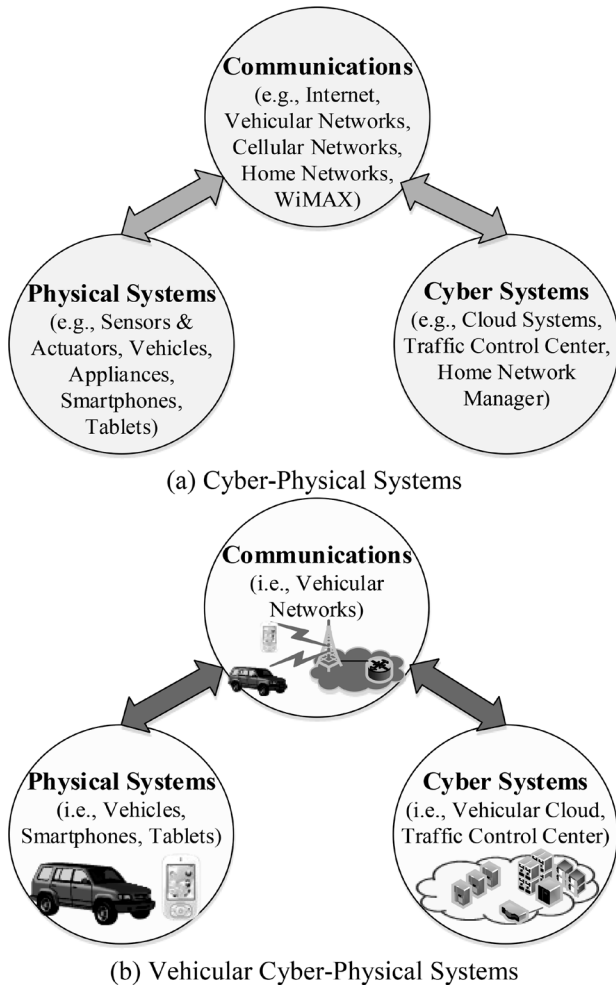 Communications
(e.g., Internet,
Vehicular Networks,
Cellular Networks,
Home Networks,
WiMAX)
Physical Systems
(e.g., Sensors &
Actuators, Vehicles,
Appliances,
Smartphones,
Tablets)
Cyber Systems
(e.g., Cloud Systems,
Traffic Control Center,
Home Network
Manager)
(a) Cyber-Physical Systems
Communications
(i.e., Vehicular
Networks)
Physical Systems
(i.e., Vehicles,
Smartphones, Tablets)
Cyber Systems
(i.e., Vehicular Cloud,
Traffic Control Center)
(b) Vehicular Cyber-Physical Systems